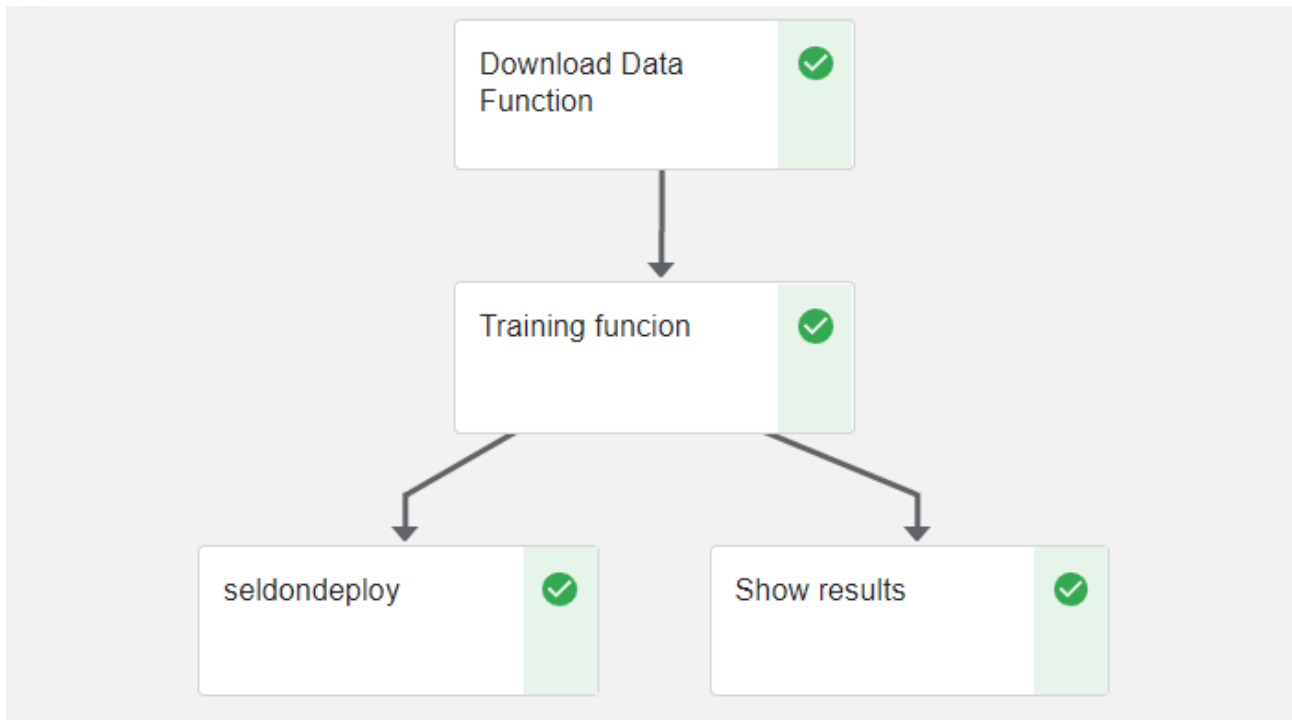 Download Data
Function
Training funcion
seldondeploy
Show results